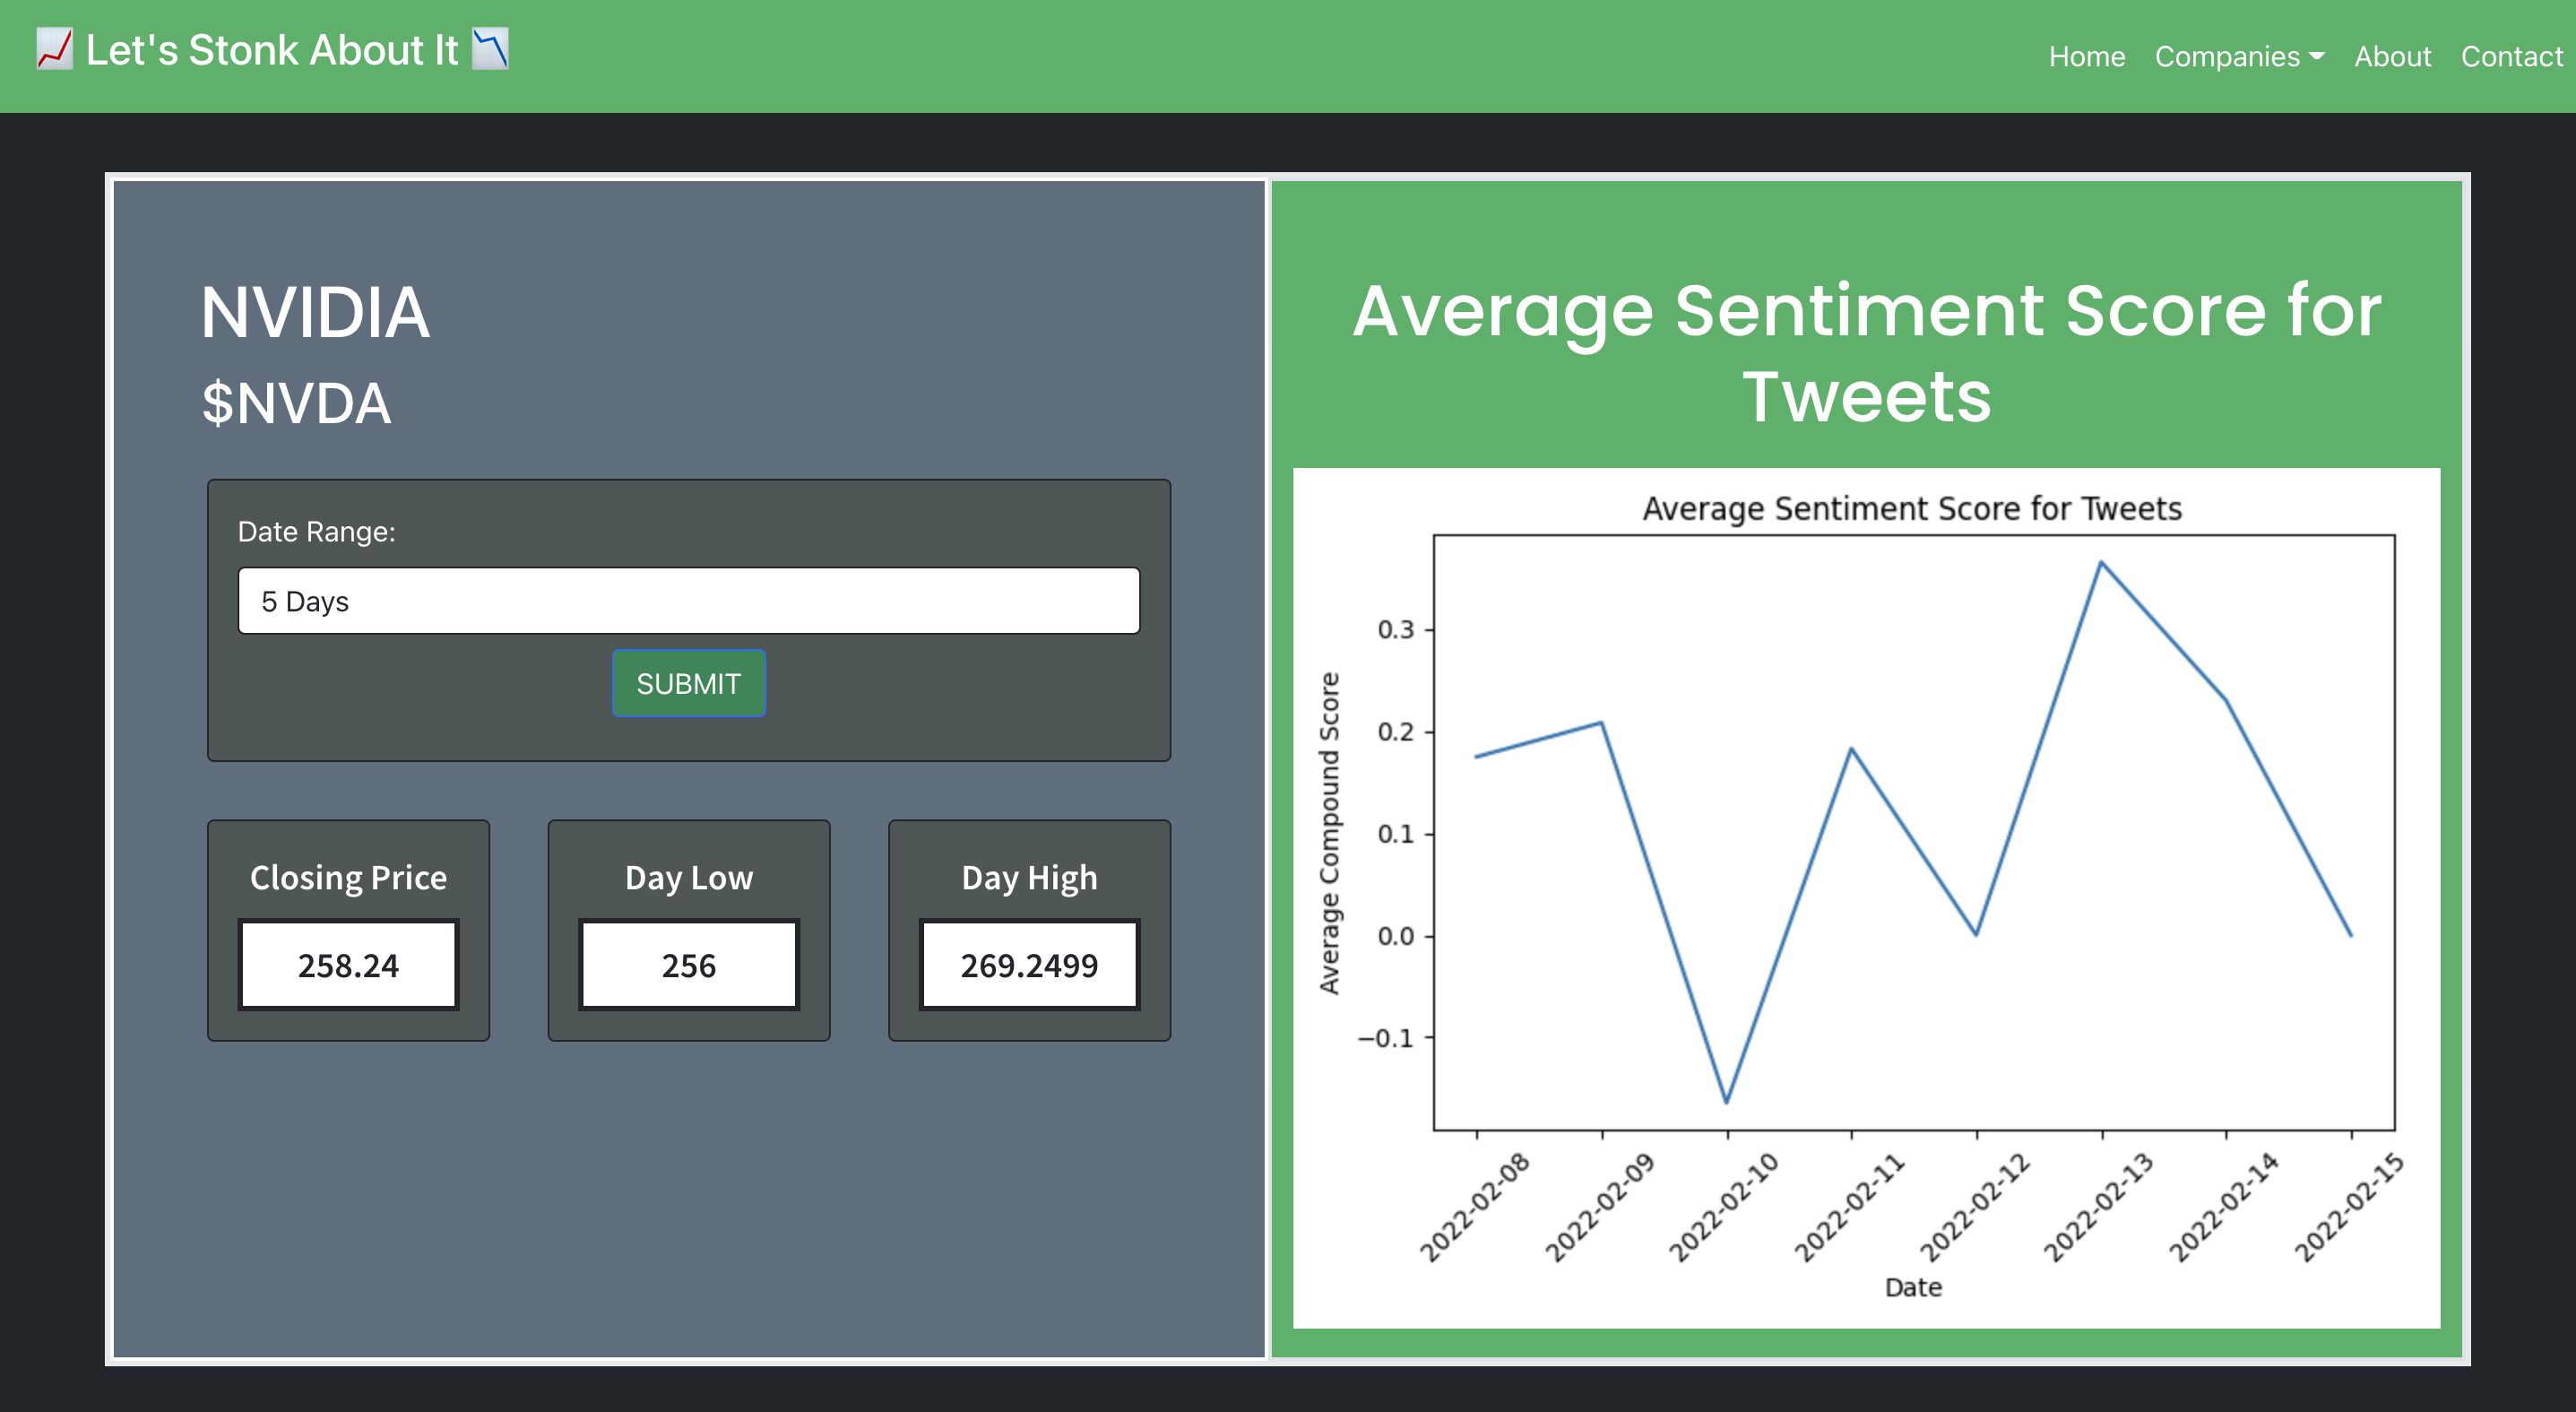 📈 Let's Stonk About It 📉
Home Companies About Contact
NVIDIA
$NVDA
Date Range:
5 Days
SUBMIT
Closing Price
258.24
Day Low
256
Day High
269.2499
Average Sentiment Score for
Tweets
Average Sentiment Score for Tweets
Average Compound Score
0.3
0.2
0.1
0.0
−0.1
2022-02-08
2022-02-09
2022-02-10
2022-02-11
2022-02-12
2022-02-13
2022-02-14
2022-02-15
Date